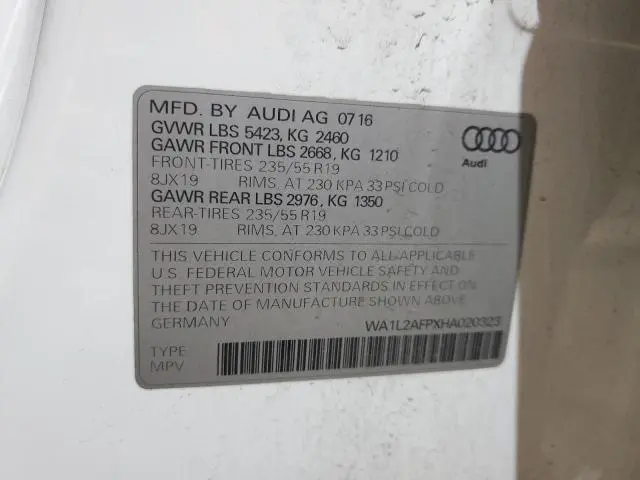 MFD. BY AUDI AG 07 16
GVWR LBS 5423, KG 2460
GAWR FRONT LBS 2668, KG 1210
FRONT-TIRES 235/55 R19
8JX19 RIMS, AT 230 KPA 33 PSI COLD
GAWR REAR LBS 2976, KG 1350
REAR-TIRES 235/55 R19
8JX19 RIMS, AT 230 KPA 33 PSI COLD
Audi
THIS VEHICLE CONFORMS TO ALL APPLICABLE
U.S. FEDERAL MOTOR VEHICLE SAFETY AND
THEFT PREVENTION STANDARDS IN EFFECT ON
THE DATE OF MANUFACTURE SHOWN ABOVE.
GERMANY WA1L2AFPXHA020323
TYPE
MPV